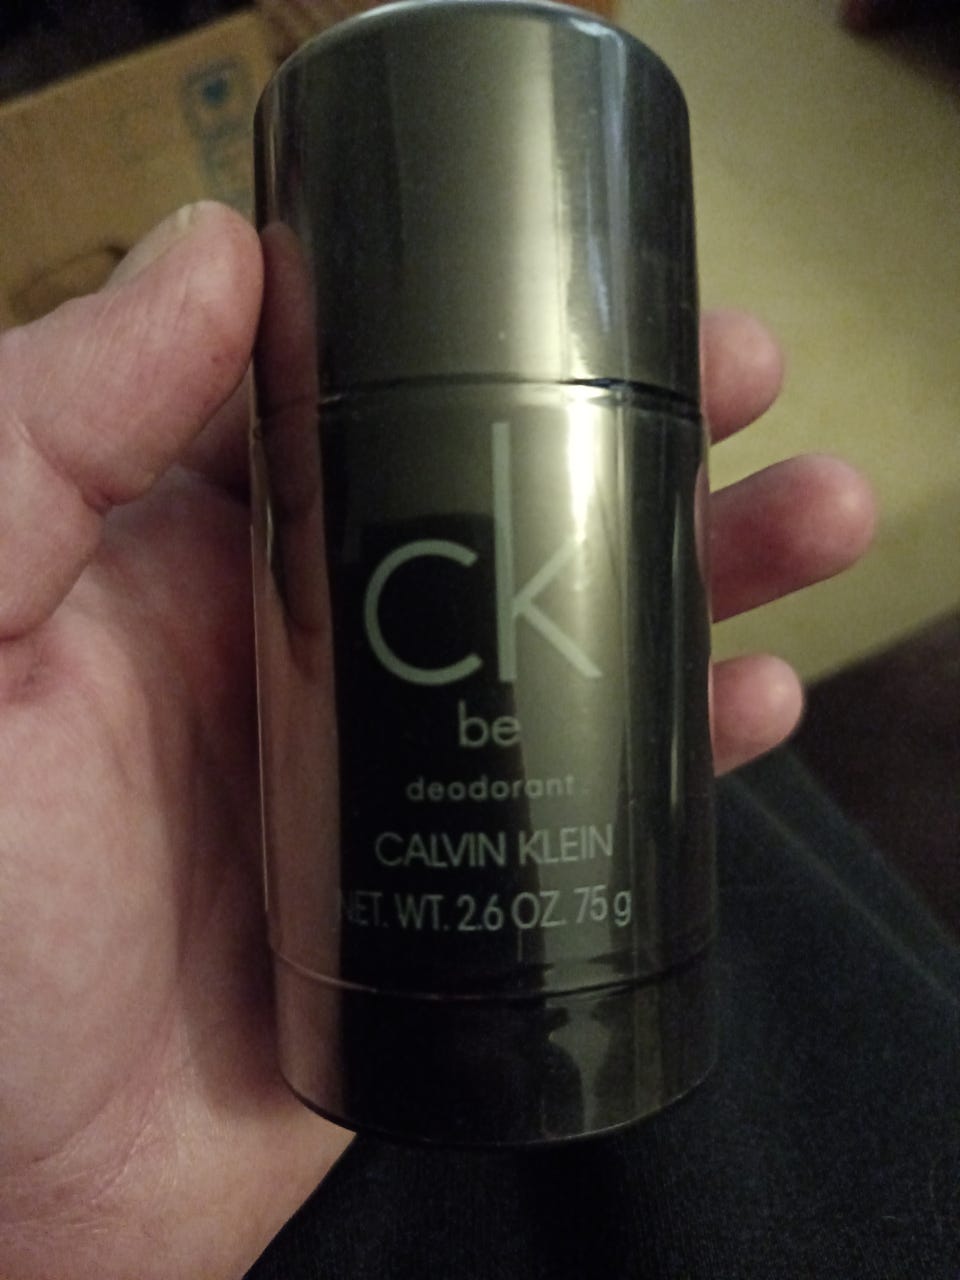 ck
be
deodorant
CALVIN KLEIN
NET. WT. 2.6 OZ. 75 g